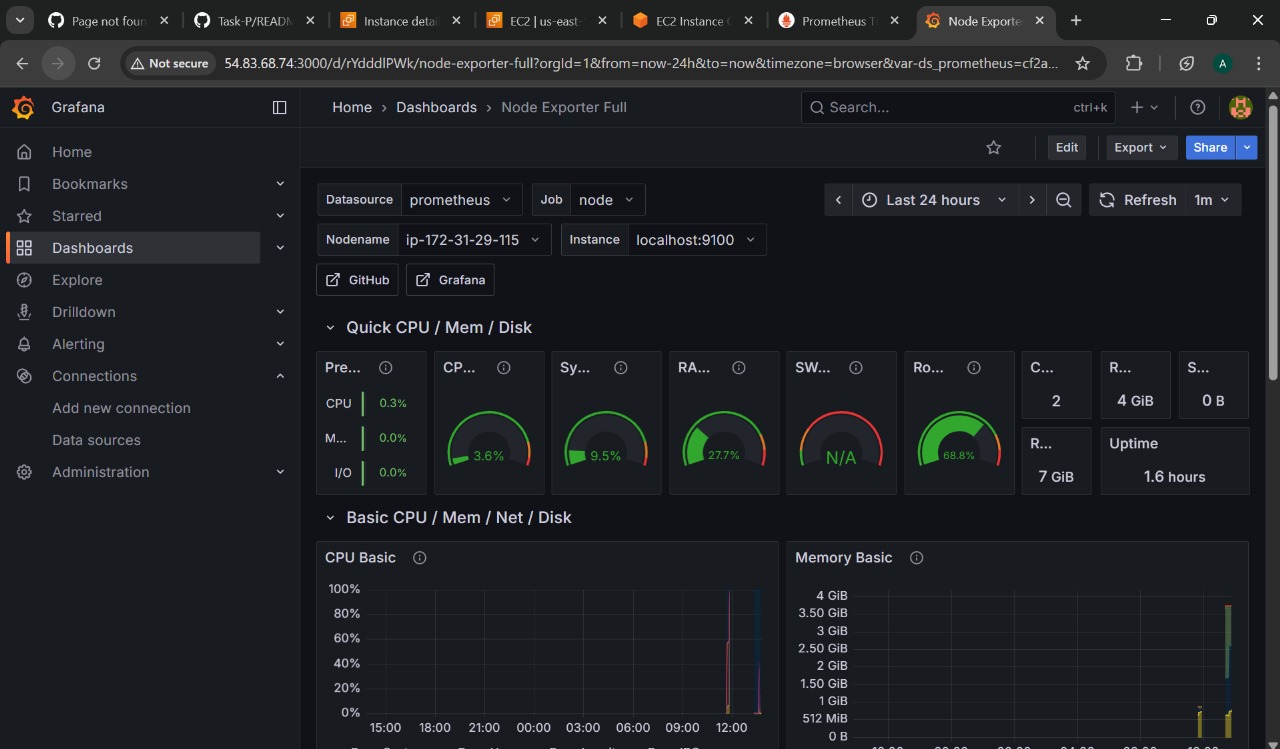 Page not foun
Task-P/READM
Instance detai
EC2 | us-east-
EC2 Instance C
Prometheus T
Node Exporte
Not secure
54.83.68.74:3000/d/rYdddlPWk/node-exporter-full?orgId=1&from=now-24h&to=now&timezone=browser&var-ds_prometheus=cf2a...
A
Grafana
Home › Dashboards › Node Exporter Full
Search...
ctrl+k
Home
Bookmarks
Starred
Dashboards
Explore
Drilldown
Alerting
Connections
Add new connection
Data sources
Administration
Edit
Export
Share
Datasource prometheus
Job node
Last 24 hours
Refresh 1m
Nodename ip-172-31-29-115
Instance localhost:9100
GitHub
Grafana
Quick CPU / Mem / Disk
Pre...
CPU 0.3%
M... 0.0%
I/O 0.0%
CP...
3.6%
Sy...
9.5%
RA...
27.7%
SW...
N/A
Ro...
68.8%
C...
2
R...
4 GiB
S...
0 B
R...
7 GiB
Uptime
1.6 hours
Basic CPU / Mem / Net / Disk
CPU Basic
100%
80%
60%
40%
20%
0%
15:00 18:00 21:00 00:00 03:00 06:00 09:00 12:00
Memory Basic
4 GiB
3.50 GiB
3 GiB
2.50 GiB
2 GiB
1.50 GiB
1 GiB
512 MiB
0 B